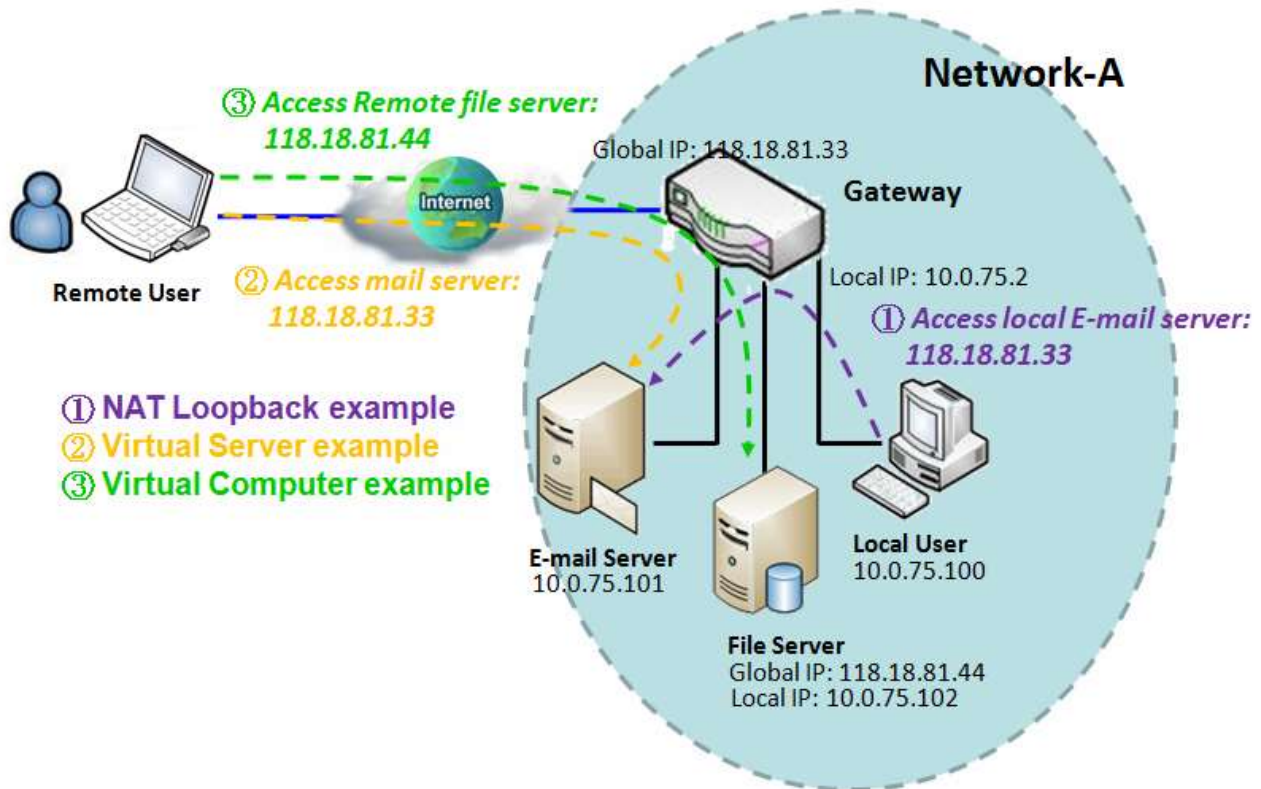 Network-A
③ Access Remote file server:
118.18.81.44
Global IP: 118.18.81.33
Gateway
Internet
Remote User
② Access mail server:
118.18.81.33
Local IP: 10.0.75.2
① Access local E-mail server:
118.18.81.33
① NAT Loopback example
② Virtual Server example
③ Virtual Computer example
E-mail Server
10.0.75.101
Local User
10.0.75.100
File Server
Global IP: 118.18.81.44
Local IP: 10.0.75.102